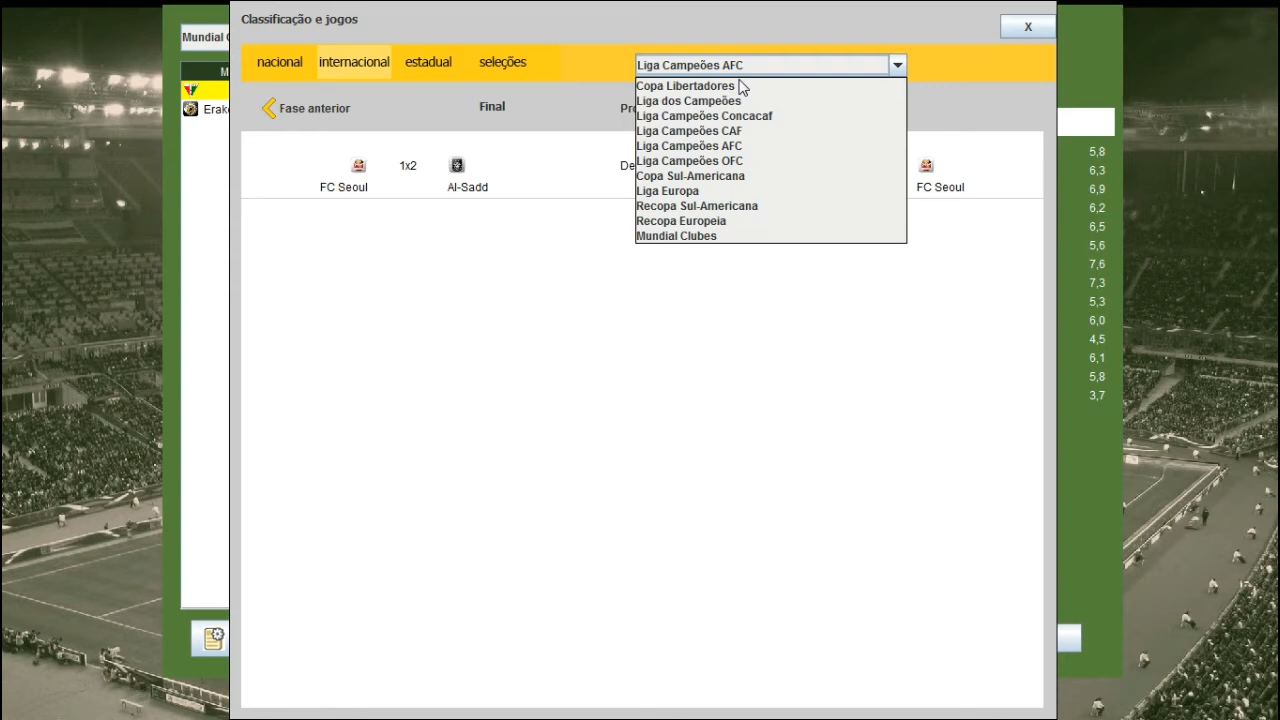 Classificação e jogos
X
Mundial C
nacional
internacional
estadual
seleções
Liga Campeões AFC
Fase anterior
Final
Pr
Copa Libertadores
Liga dos Campeões
Liga Campeões Concacaf
Liga Campeões CAF
Liga Campeões AFC
Liga Campeões OFC
Copa Sul-Americana
Liga Europa
Recopa Sul-Americana
Recopa Europeia
Mundial Clubes
M
Erak
1x2
De
FC Seoul
Al-Sadd
FC Seoul
5,8
6,3
6,9
6,2
6,5
5,6
7,6
7,3
5,3
6,0
4,5
6,1
5,8
3,7